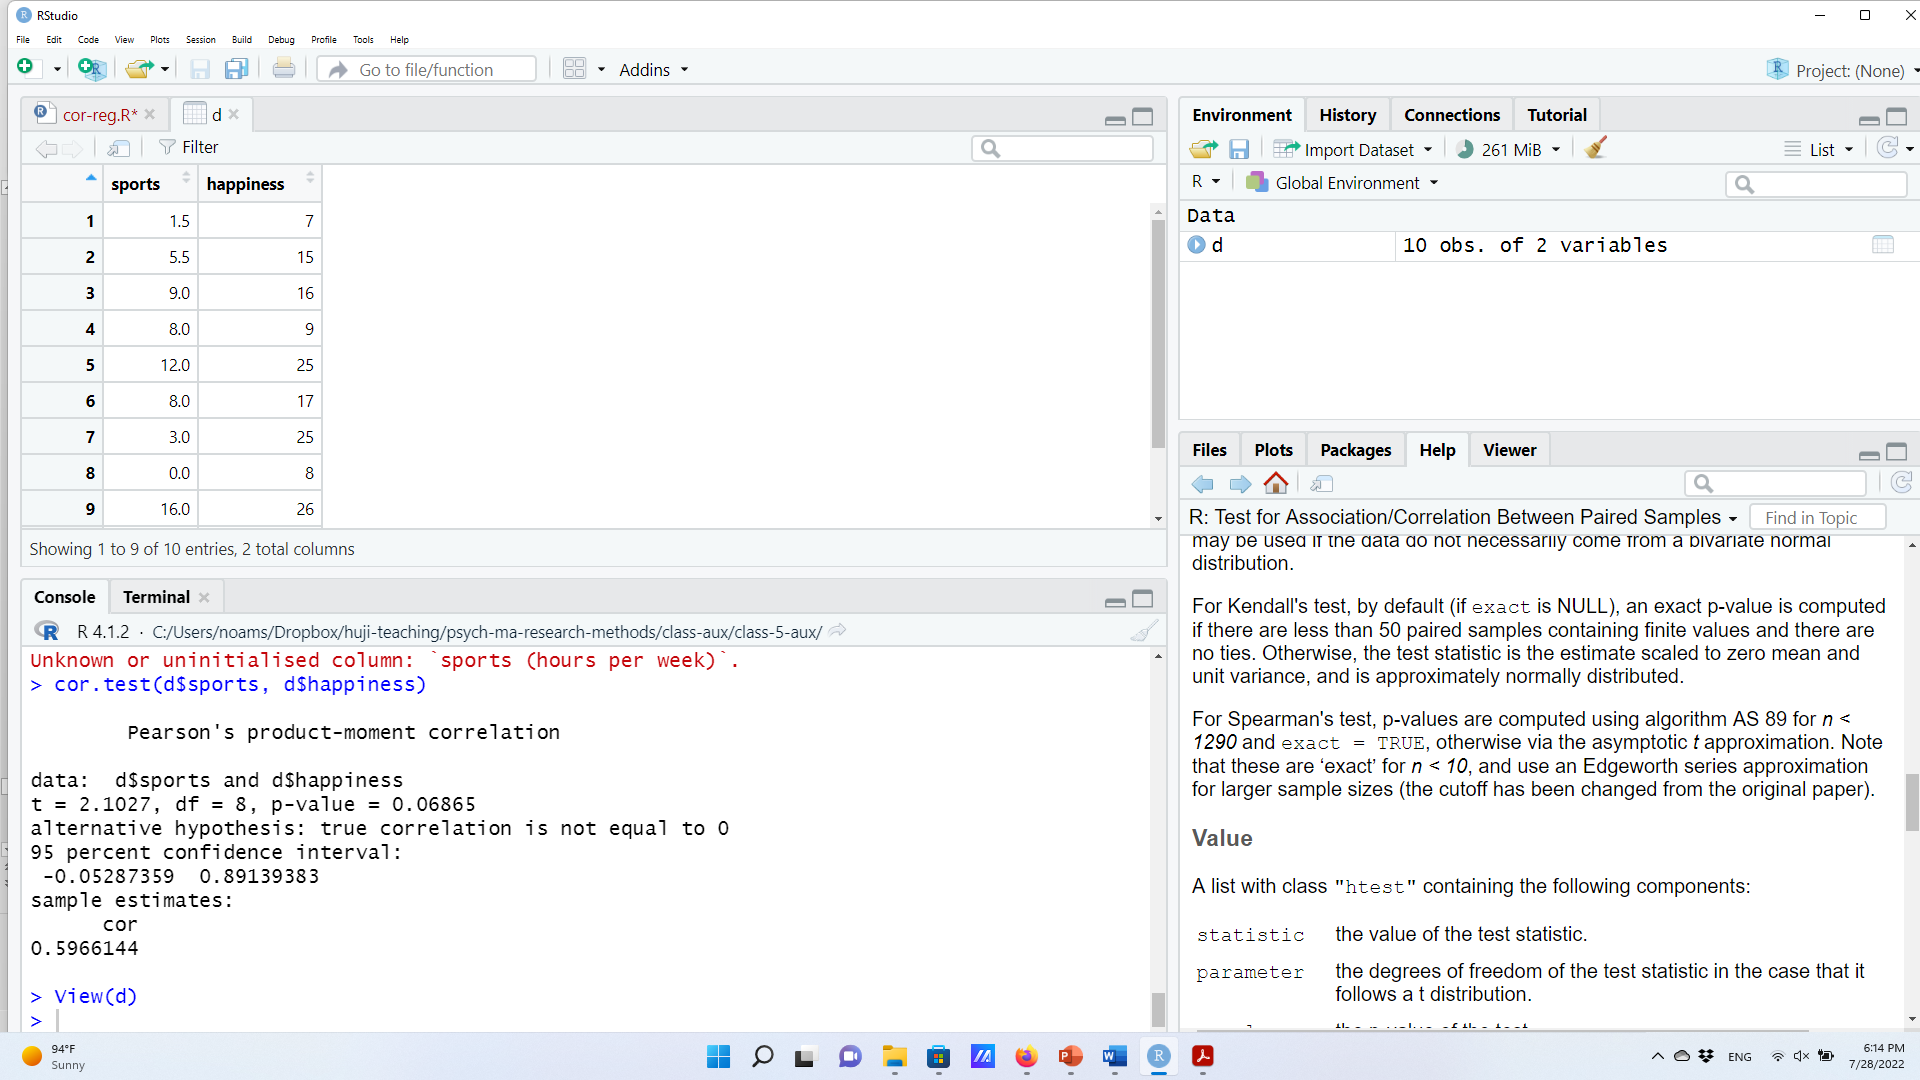 RStudio
File Edit Code View Plots Session Build Debug Profile Tools Help
Go to file/function Addins Project: (None)
cor-reg.R* d
Filter
sports happiness
1 1.5 7
2 5.5 15
3 9.0 16
4 8.0 9
5 12.0 25
6 8.0 17
7 3.0 25
8 0.0 8
9 16.0 26
Showing 1 to 9 of 10 entries, 2 total columns
Console Terminal
R 4.1.2 · C:/Users/noams/Dropbox/huji-teaching/psych-ma-research-methods/class-aux/class-5-aux/
Unknown or uninitialised column: `sports (hours per week)`.
> cor.test(d$sports, d$happiness)
Pearson's product-moment correlation
data: d$sports and d$happiness
t = 2.1027, df = 8, p-value = 0.06865
alternative hypothesis: true correlation is not equal to 0
95 percent confidence interval:
-0.05287359 0.89139383
sample estimates:
cor
0.5966144
> View(d)
>
Environment History Connections Tutorial
Import Dataset 261 MiB List
R Global Environment
Data
d 10 obs. of 2 variables
Files Plots Packages Help Viewer
R: Test for Association/Correlation Between Paired Samples Find in Topic
may be used if the data do not necessarily come from a bivariate normal
distribution.
For Kendall's test, by default (if exact is NULL), an exact p-value is computed
if there are less than 50 paired samples containing finite values and there are
no ties. Otherwise, the test statistic is the estimate scaled to zero mean and
unit variance, and is approximately normally distributed.
For Spearman's test, p-values are computed using algorithm AS 89 for n <
1290 and exact = TRUE, otherwise via the asymptotic t approximation. Note
that these are ‘exact’ for n < 10, and use an Edgeworth series approximation
for larger sample sizes (the cutoff has been changed from the original paper).
Value
A list with class "htest" containing the following components:
statistic the value of the test statistic.
parameter the degrees of freedom of the test statistic in the case that it
follows a t distribution.
94°F
Sunny
ENG
6:14 PM
7/28/2022